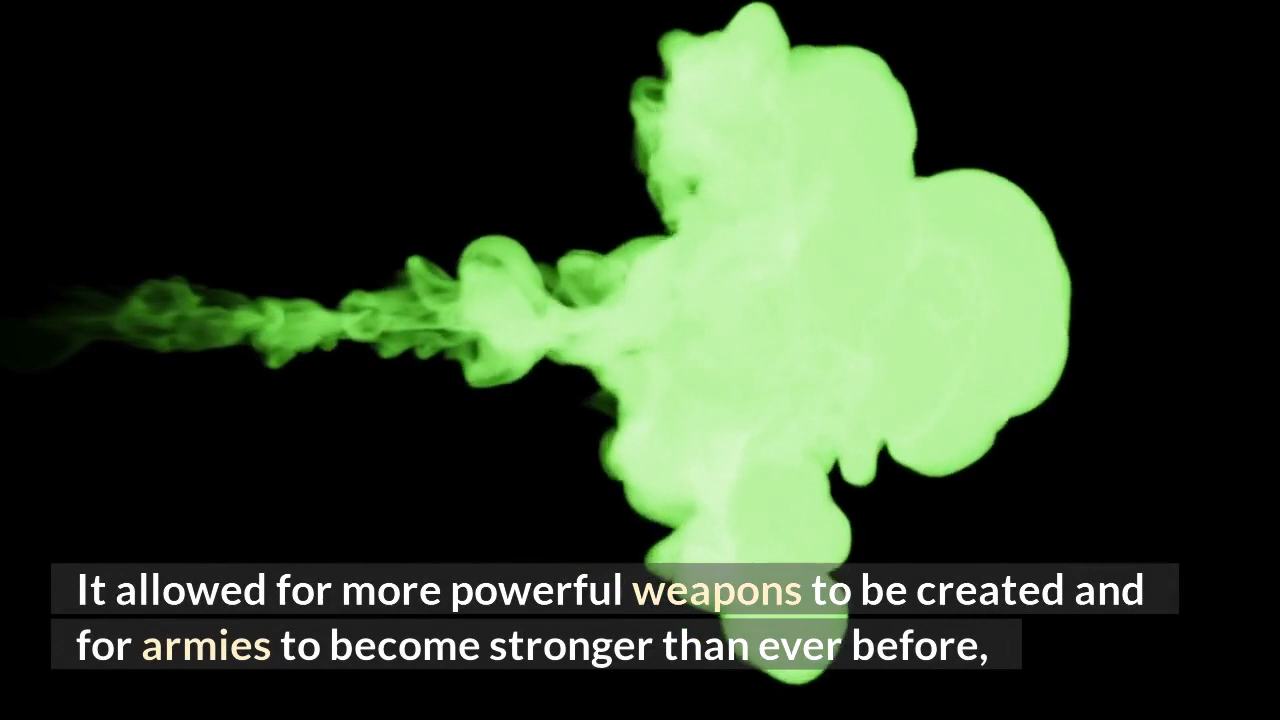 It allowed for more powerful weapons to be created and
for armies to become stronger than ever before,